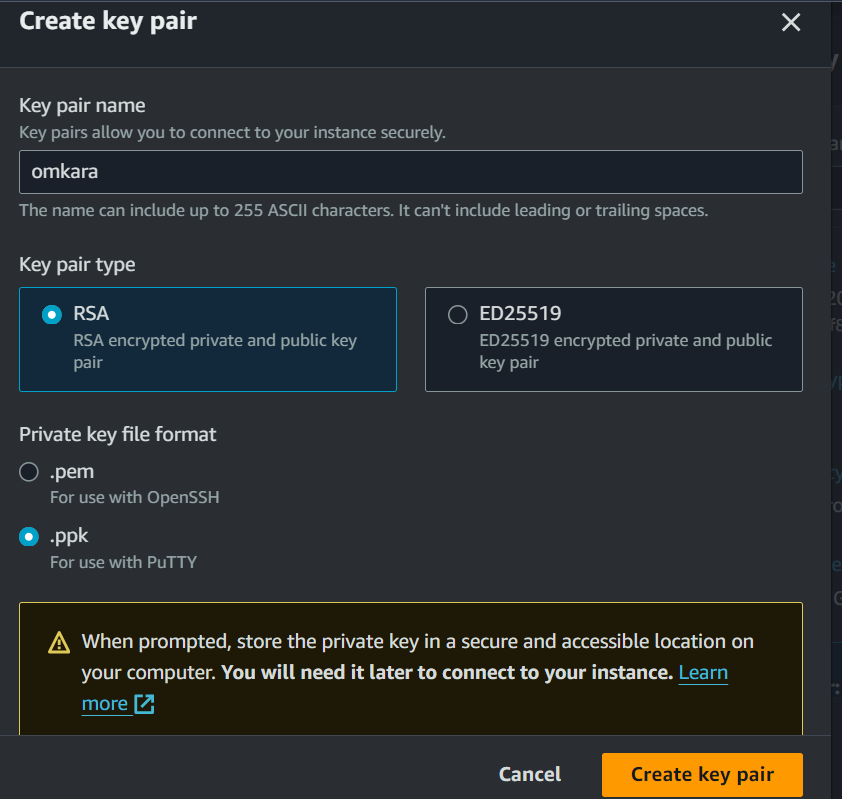 Create key pair
Key pair name
Key pairs allow you to connect to your instance securely.
omkara
The name can include up to 255 ASCII characters. It can't include leading or trailing spaces.
Key pair type
RSA
RSA encrypted private and public key
pair
ED25519
ED25519 encrypted private and public
key pair
Private key file format
.pem
For use with OpenSSH
.ppk
For use with PuTTY
When prompted, store the private key in a secure and accessible location on
your computer. You will need it later to connect to your instance. Learn
more
Cancel
Create key pair